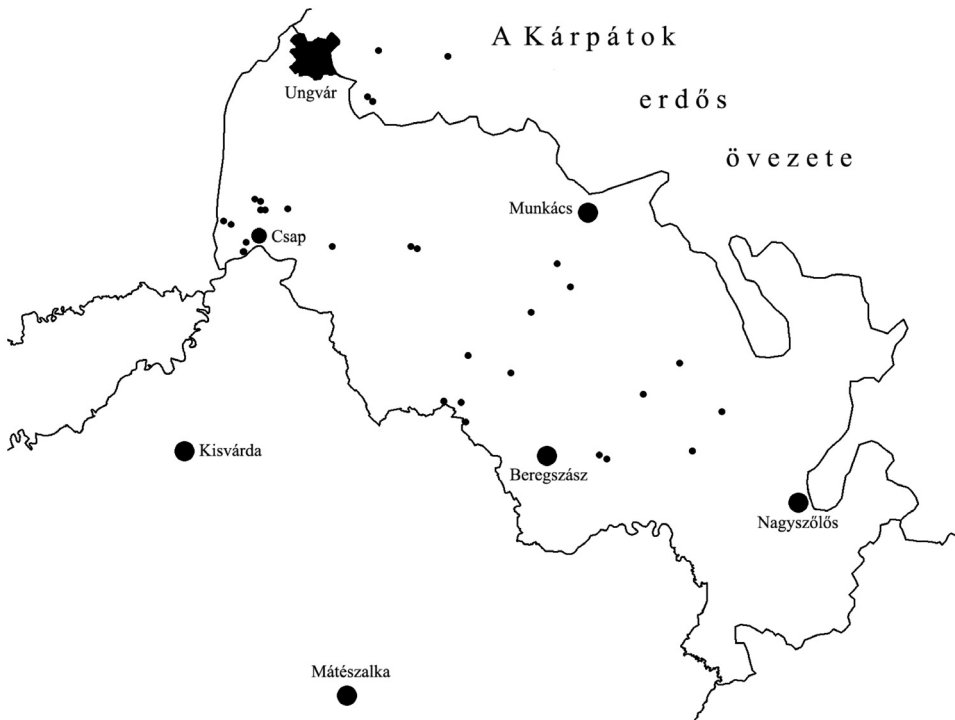 A Kárpátok
erdős
övezete
Ungvár
Munkács
Csap
Kisvárda
Beregszász
Nagyszőlős
Mátészalka